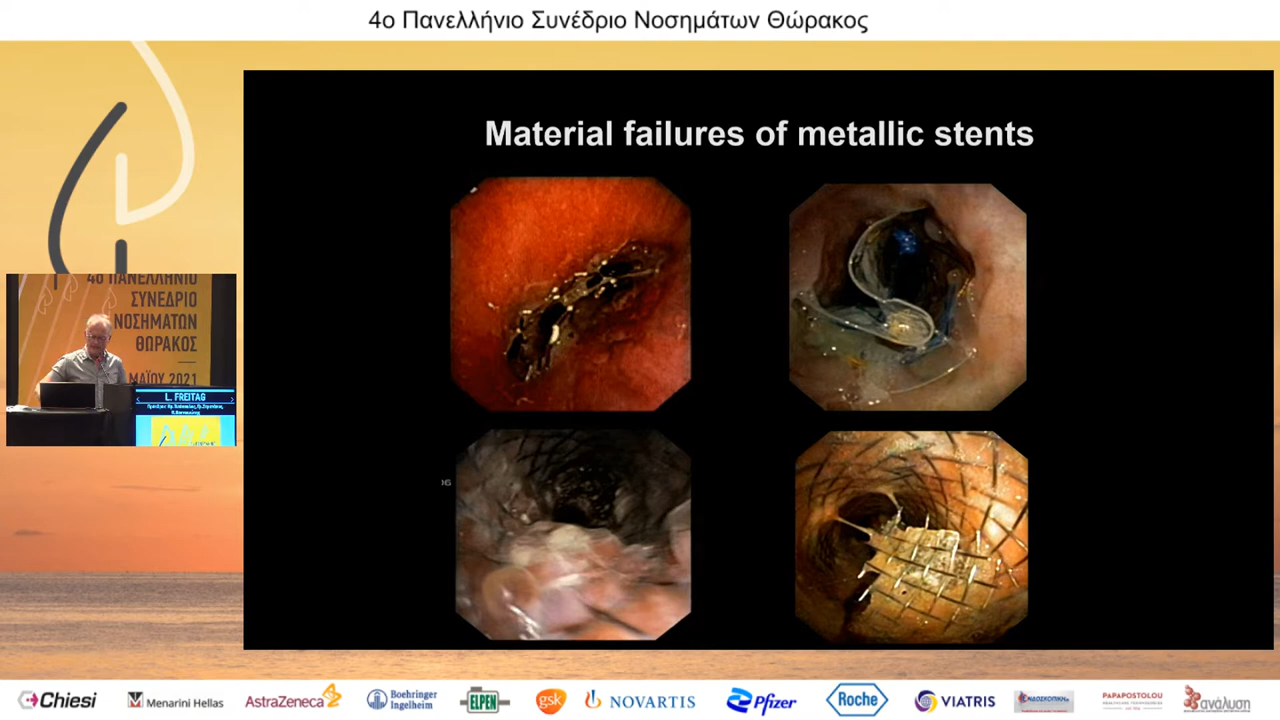 4ο Πανελλήνιο Συνέδριο Νοσημάτων Θώρακος
Material failures of metallic stents
4ο ΠΑΝΕΛΛΗΝΙΟ
ΣΥΝΕΔΡΙΟ
ΝΟΣΗΜΑΤΩΝ
ΘΩΡΑΚΟΣ
ΜΑΪΟΥ 2021
L. FREITAG
Chiesi
Menarini Hellas
AstraZeneca
Boehringer
Ingelheim
ELPEN
gsk
NOVARTIS
Pfizer
Roche
VIATRIS
ΕΝΔΟΣΚΟΠΙΚΗ
PAPAPOSTOLOU
ανάλυση